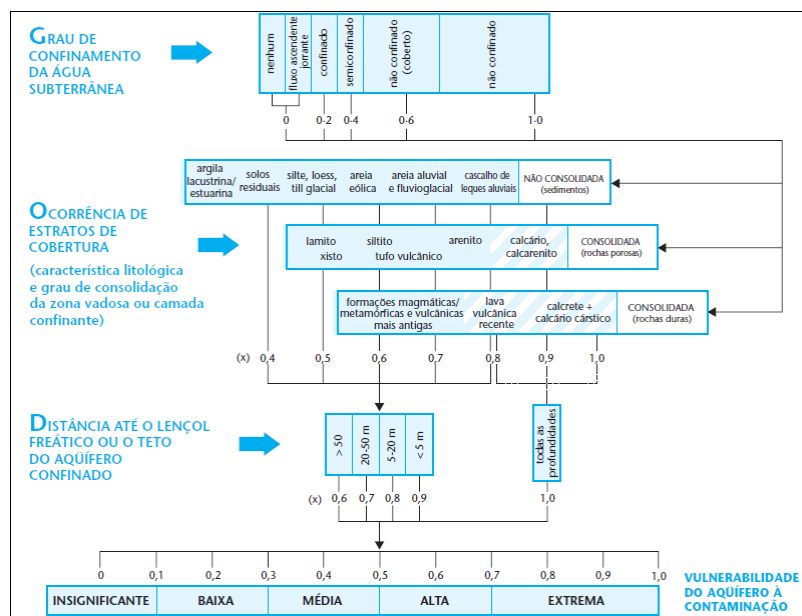 GRAU DE
CONFINAMENTO
DA ÁGUA
SUBTERRÂNEA
nenhum
fluxo ascendente
jorrante
confinado
semiconfinado
não confinado
(coberto)
não confinado
0
0·2
0·4
0·6
1·0
OCORRÊNCIA DE
ESTRATOS DE
COBERTURA
(característica litológica
e grau de consolidação
da zona vadosa ou camada
confinante)
argila
lacustrina/
estuarina
solos
residuais
silte, loess,
till glacial
areia
eólica
areia aluvial
e fluvioglacial
cascalho de
leques aluviais
NÃO CONSOLIDADA
(sedimentos)
lamito
xisto
siltito
tufo vulcânico
arenito
calcário,
calcarenito
CONSOLIDADA
(rochas porosas)
formações magmáticas/
metamórficas e vulcânicas
mais antigas
lava
vulcânica
recente
calcrete +
calcário cárstico
CONSOLIDADA
(rochas duras)
(x) 0,4 0,5 0,6 0,7 0,8 0,9 1,0
DISTÂNCIA ATÉ O LENÇOL
FREÁTICO OU O TETO
DO AQÜÍFERO
CONFINADO
> 50
20-50 m
5-20 m
< 5 m
todas as
profundidades
(x) 0,6 0,7 0,8 0,9 1,0
0 0,1 0,2 0,3 0,4 0,5 0,6 0,7 0,8 0,9 1,0
INSIGNIFICANTE BAIXA MÉDIA ALTA EXTREMA
VULNERABILIDADE
DO AQÜÍFERO À
CONTAMINAÇÃO